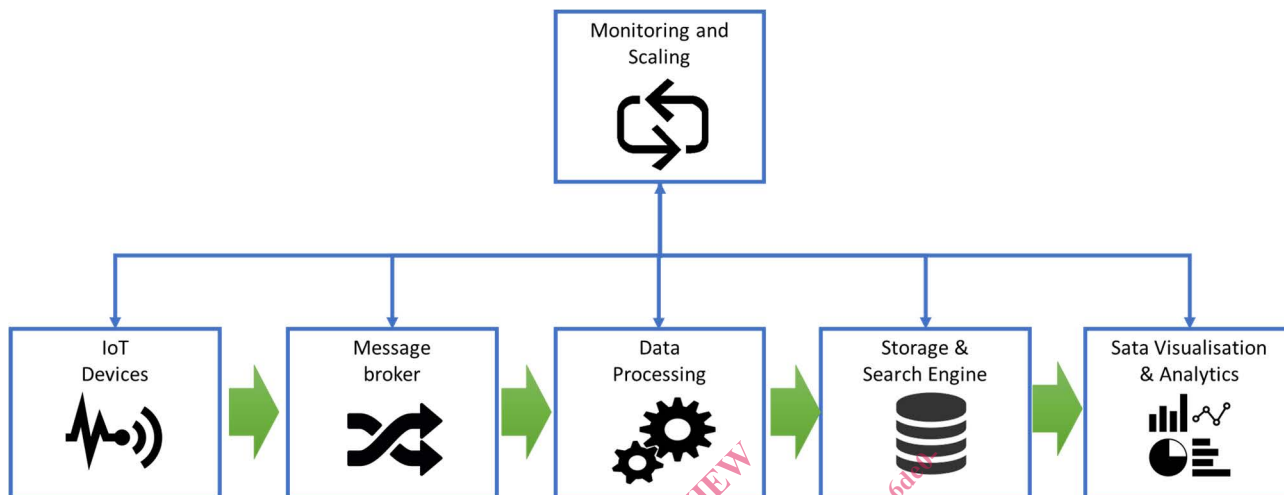 Monitoring and
Scaling
IoT
Devices
Message
broker
Data
Processing
Storage &
Search Engine
Sata Visualisation
& Analytics